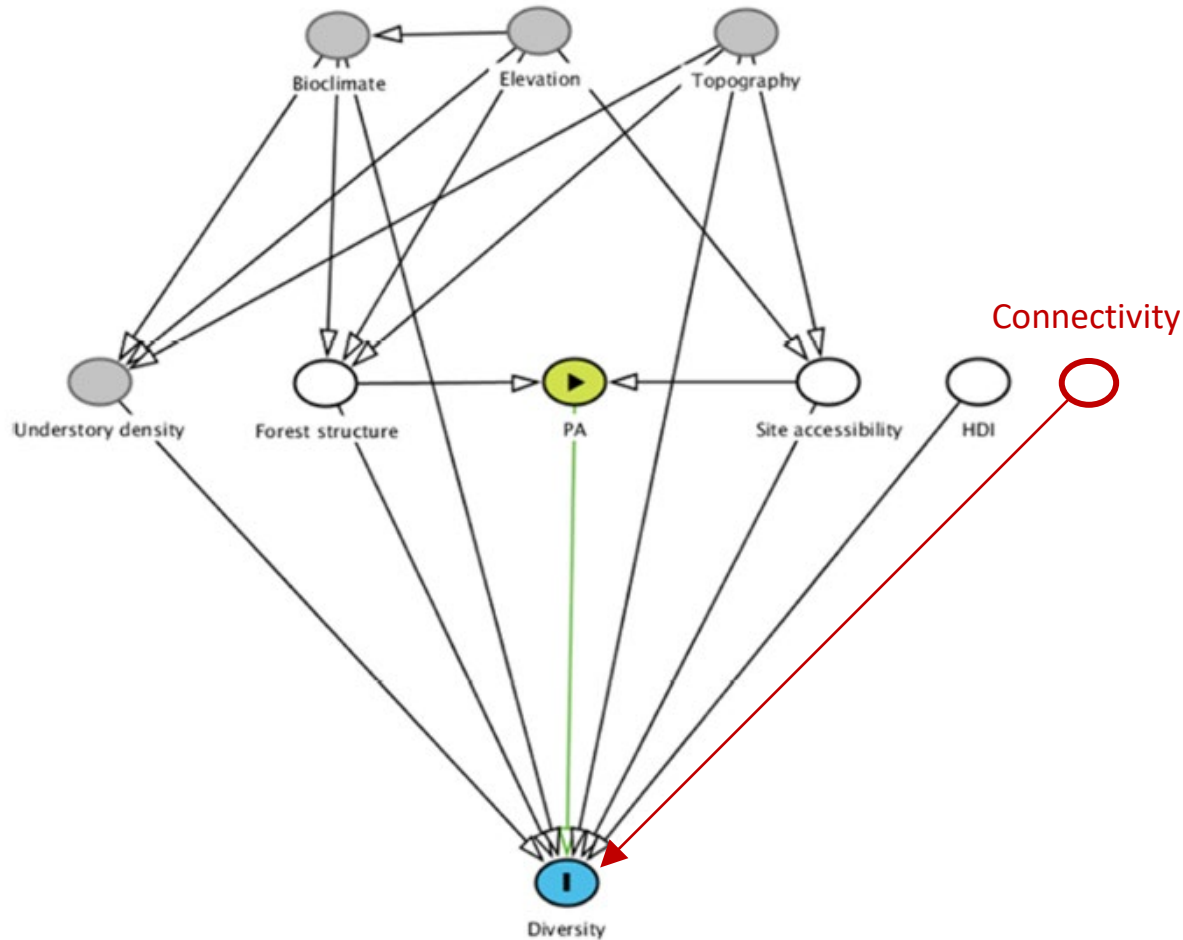 Bioclimate
Elevation
Topography
Connectivity
Understory density
Forest structure
PA
Site accessibility
HDI
Diversity